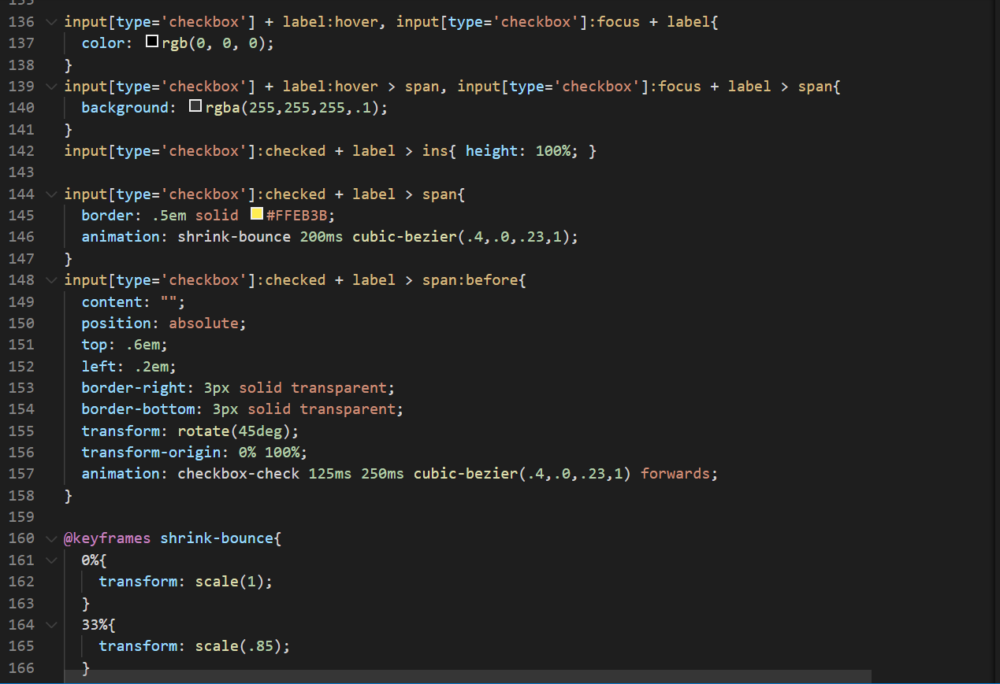 135
136 input[type='checkbox'] + label:hover, input[type='checkbox']:focus + label{
137 color: rgb(0, 0, 0);
138 }
139 input[type='checkbox'] + label:hover > span, input[type='checkbox']:focus + label > span{
140 background: rgba(255,255,255,.1);
141 }
142 input[type='checkbox']:checked + label > ins{ height: 100%; }
143
144 input[type='checkbox']:checked + label > span{
145 border: .5em solid #FFEB3B;
146 animation: shrink-bounce 200ms cubic-bezier(.4,.0,.23,1);
147 }
148 input[type='checkbox']:checked + label > span:before{
149 content: "";
150 position: absolute;
151 top: .6em;
152 left: .2em;
153 border-right: 3px solid transparent;
154 border-bottom: 3px solid transparent;
155 transform: rotate(45deg);
156 transform-origin: 0% 100%;
157 animation: checkbox-check 125ms 250ms cubic-bezier(.4,.0,.23,1) forwards;
158 }
159
160 @keyframes shrink-bounce{
161 0%{
162 transform: scale(1);
163 }
164 33%{
165 transform: scale(.85);
166 }